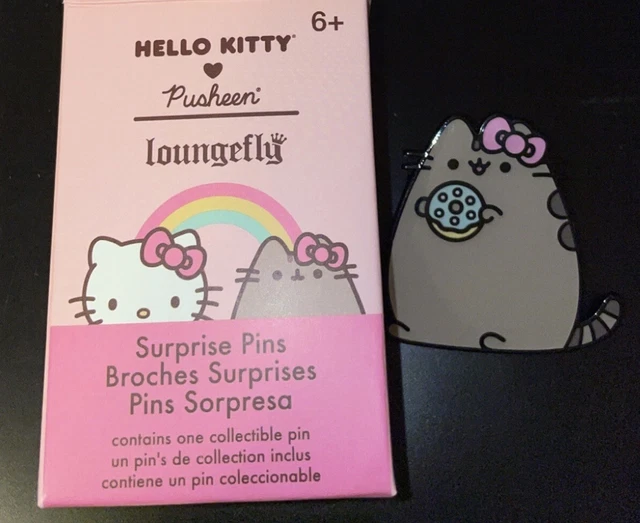 6+
HELLO KITTY®
Pusheen®
loungefly
Surprise Pins
Broches Surprises
Pins Sorpresa
contains one collectible pin
un pin's de collection inclus
contiene un pin coleccionable